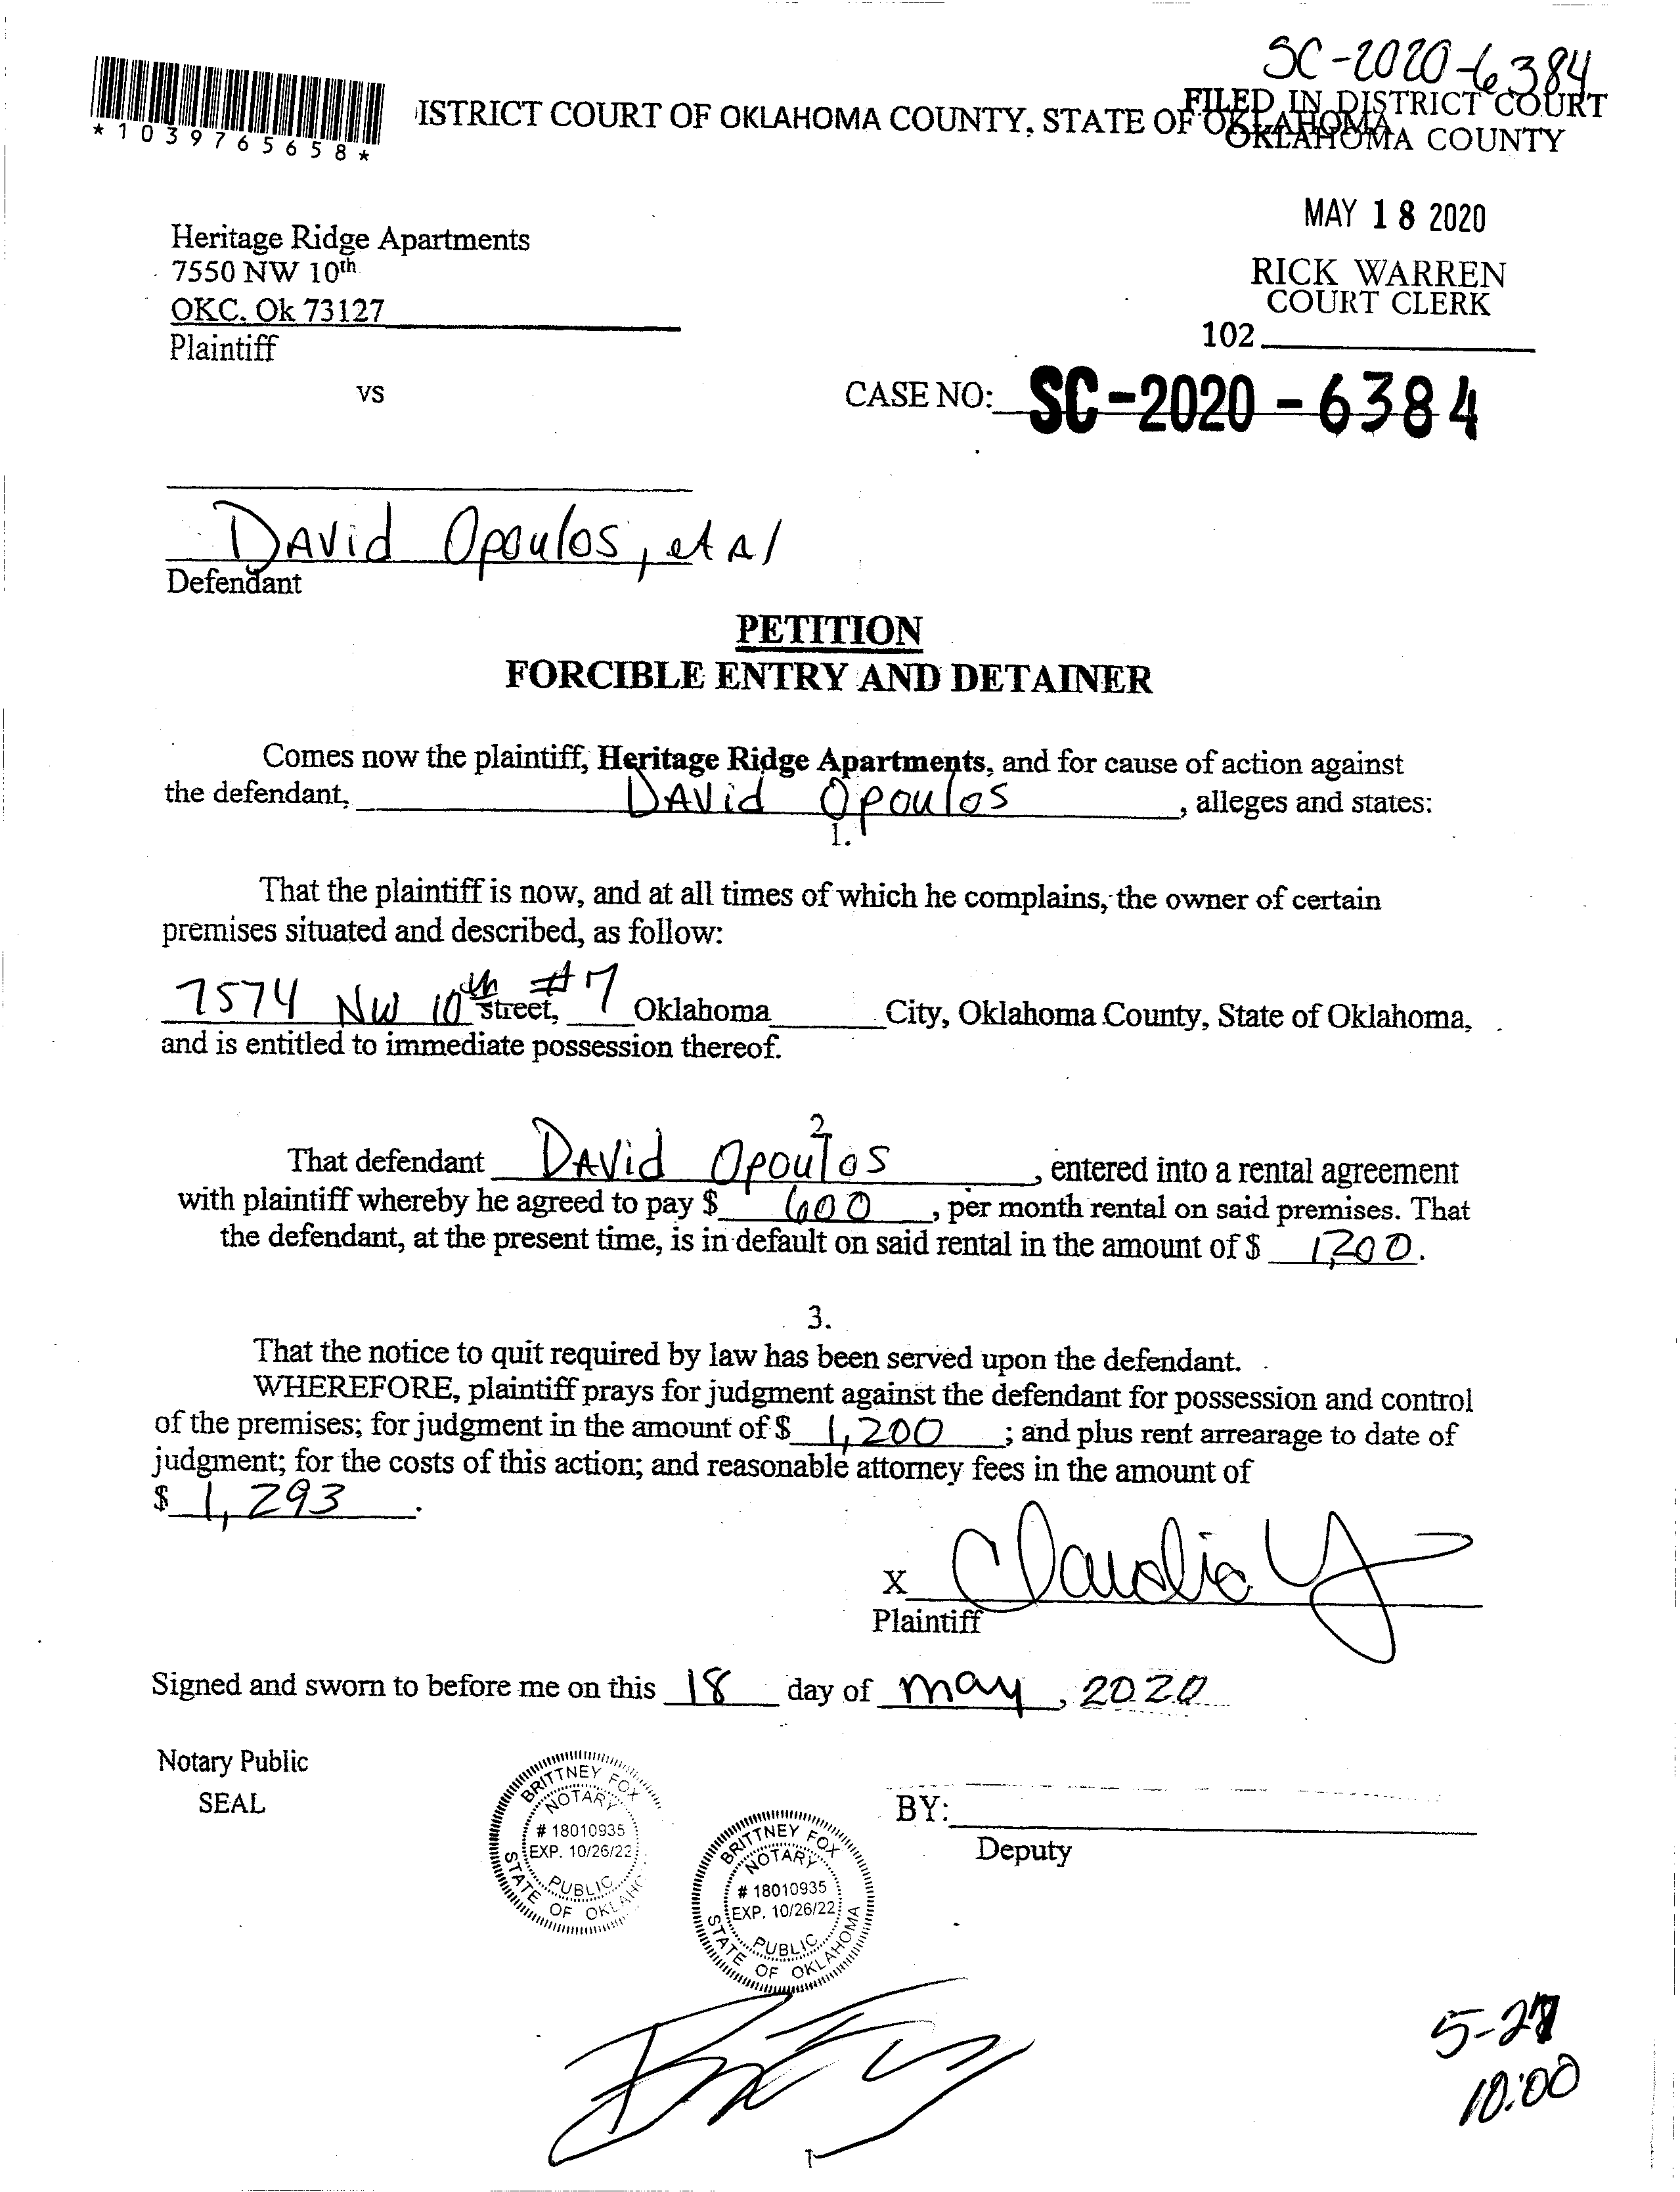 SC-2020-6384
*1039765658*
ISTRICT COURT OF OKLAHOMA COUNTY, STATE OF OKLAHOMA
FILED IN DISTRICT COURT
OKLAHOMA COUNTY
MAY 18 2020
RICK WARREN
COURT CLERK
102
Heritage Ridge Apartments
7550 NW 10th
OKC, Ok 73127
Plaintiff
vs
CASE NO: SC-2020-6384
David Opoulos, et al
Defendant
PETITION
FORCIBLE ENTRY AND DETAINER
Comes now the plaintiff, Heritage Ridge Apartments, and for cause of action against
the defendant, David Opoulos, alleges and states:
1.
That the plaintiff is now, and at all times of which he complains, the owner of certain
premises situated and described, as follow:
7574 NW 10th street, #7 Oklahoma City, Oklahoma County, State of Oklahoma,
and is entitled to immediate possession thereof.
2
That defendant David Opoulos, entered into a rental agreement
with plaintiff whereby he agreed to pay $ 600, per month rental on said premises. That
the defendant, at the present time, is in default on said rental in the amount of $ 1,200.
3.
That the notice to quit required by law has been served upon the defendant.
WHEREFORE, plaintiff prays for judgment against the defendant for possession and control
of the premises; for judgment in the amount of $ 1,200; and plus rent arrearage to date of
judgment; for the costs of this action; and reasonable attorney fees in the amount of
$ 1,293.
X Claudia Y
Plaintiff
Signed and sworn to before me on this 18 day of may, 2020
Notary Public
SEAL
BRITTNEY FOX
NOTARY
# 18010935
EXP. 10/26/22
PUBLIC
STATE OF OKLAHO
BRITTNEY FOX
NOTARY
# 18010935
EXP. 10/26/22
PUBLIC
STATE OF OKLAHOMA
BY:
Deputy
10:00